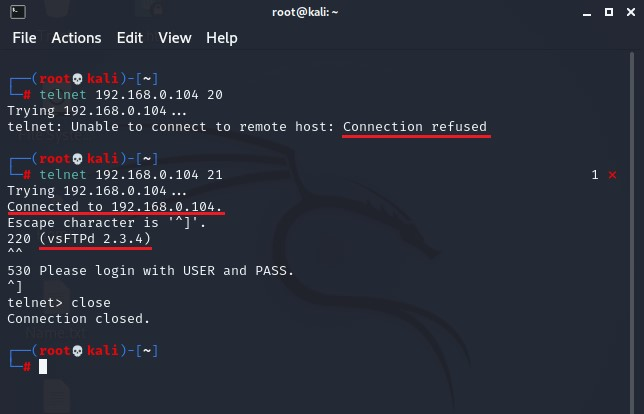 root@kali: ~
File Actions Edit View Help
┌──(root💀kali)-[~]
└─# telnet 192.168.0.104 20
Trying 192.168.0.104...
telnet: Unable to connect to remote host: Connection refused
┌──(root💀kali)-[~]
└─# telnet 192.168.0.104 21 1 ⨯
Trying 192.168.0.104...
Connected to 192.168.0.104.
Escape character is '^]'.
220 (vsFTPd 2.3.4)
^^
530 Please login with USER and PASS.
^]
telnet> close
Connection closed.
┌──(root💀kali)-[~]
└─#